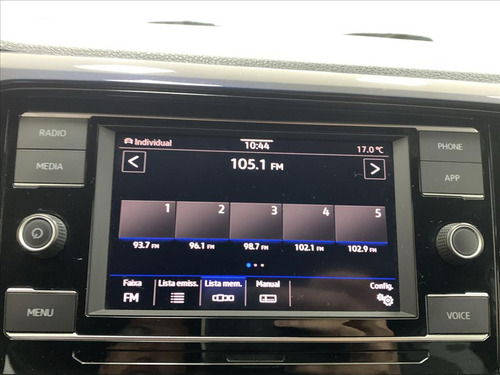 RADIO
MEDIA
MENU
Individual
10:44
17.0 °C
105.1 FM
1 2 3 4 5
93.7 FM 96.1 FM 98.7 FM 102.1 FM 102.9 FM
Faixa Lista emiss. Lista mem. Manual Config.
FM
PHONE
APP
VOICE